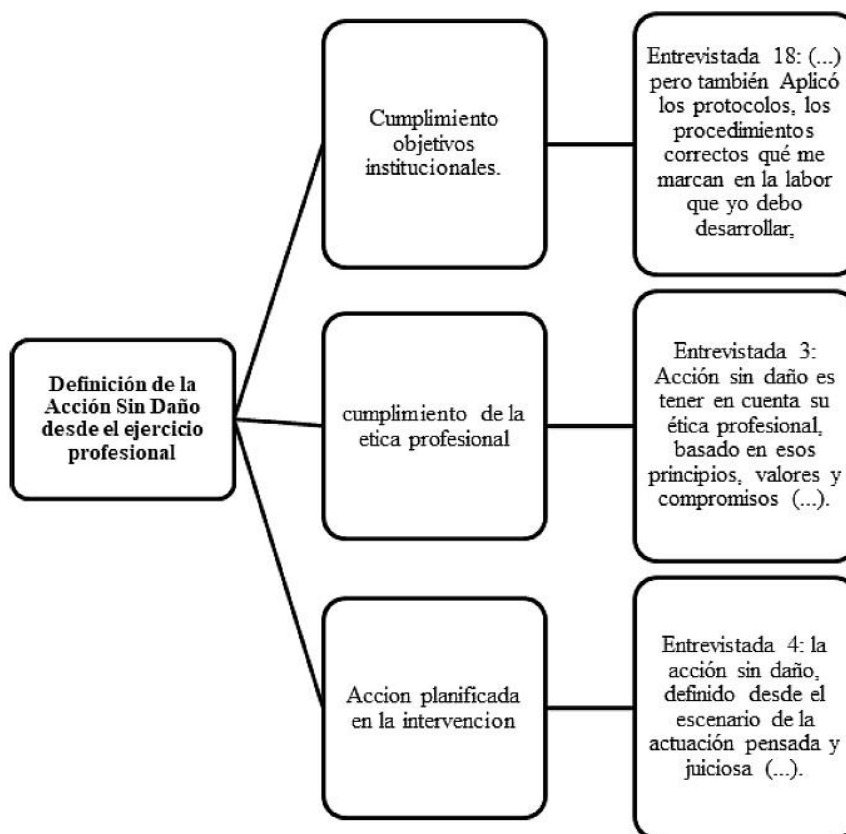 Definición de la
Acción Sin Daño
desde el ejercicio
profesional
Cumplimiento
objetivos
institucionales.
Entrevistada 18: (...)
pero también Aplicó
los protocolos, los
procedimientos
correctos qué me
marcan en la labor
que yo debo
desarrollar,
cumplimiento de la
etica profesional
Entrevistada 3:
Acción sin daño es
tener en cuenta su
ética profesional,
basado en esos
principios, valores y
compromisos (...).
Accion planificada
en la intervencion
Entrevistada 4: la
acción sin daño,
definido desde el
escenario de la
actuación pensada y
juiciosa (...).